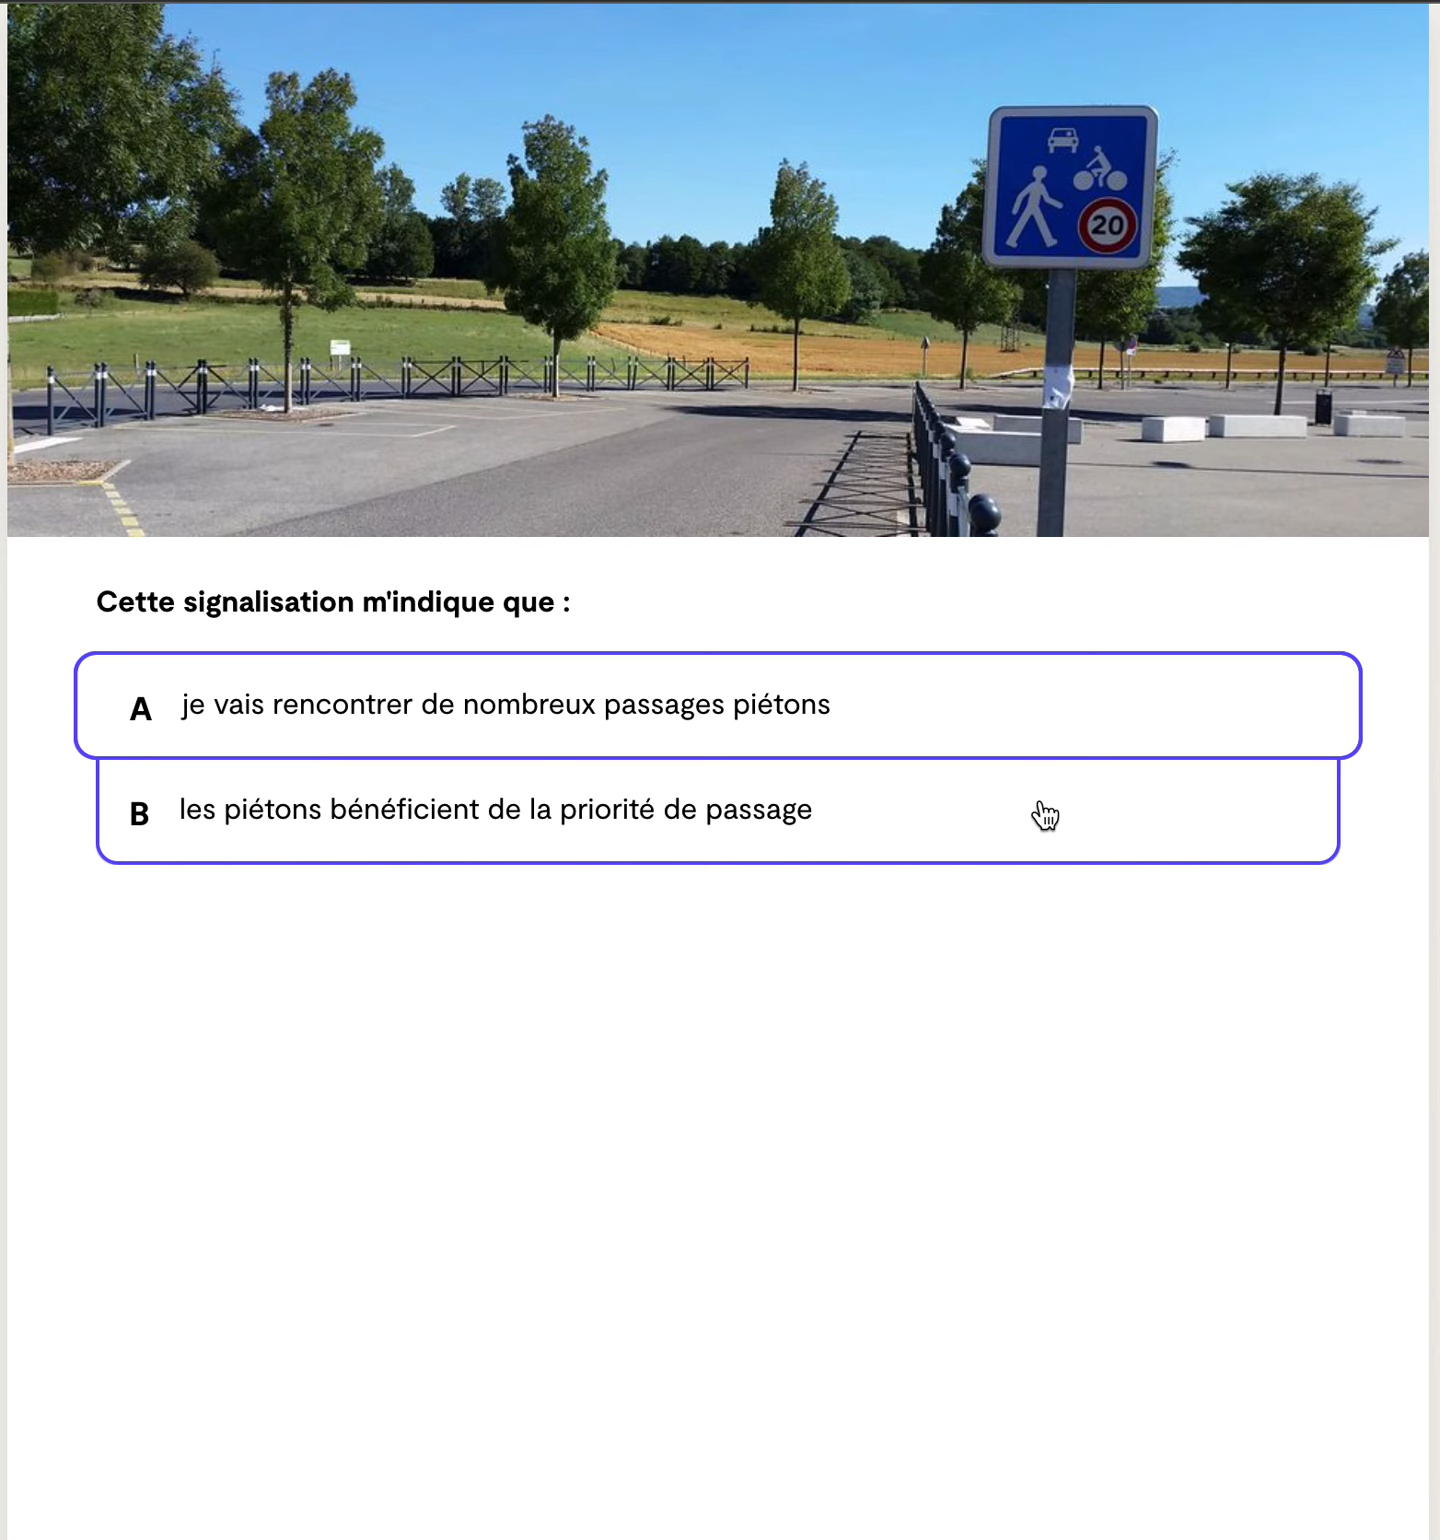 20
Cette signalisation m'indique que :
A je vais rencontrer de nombreux passages piétons
B les piétons bénéficient de la priorité de passage